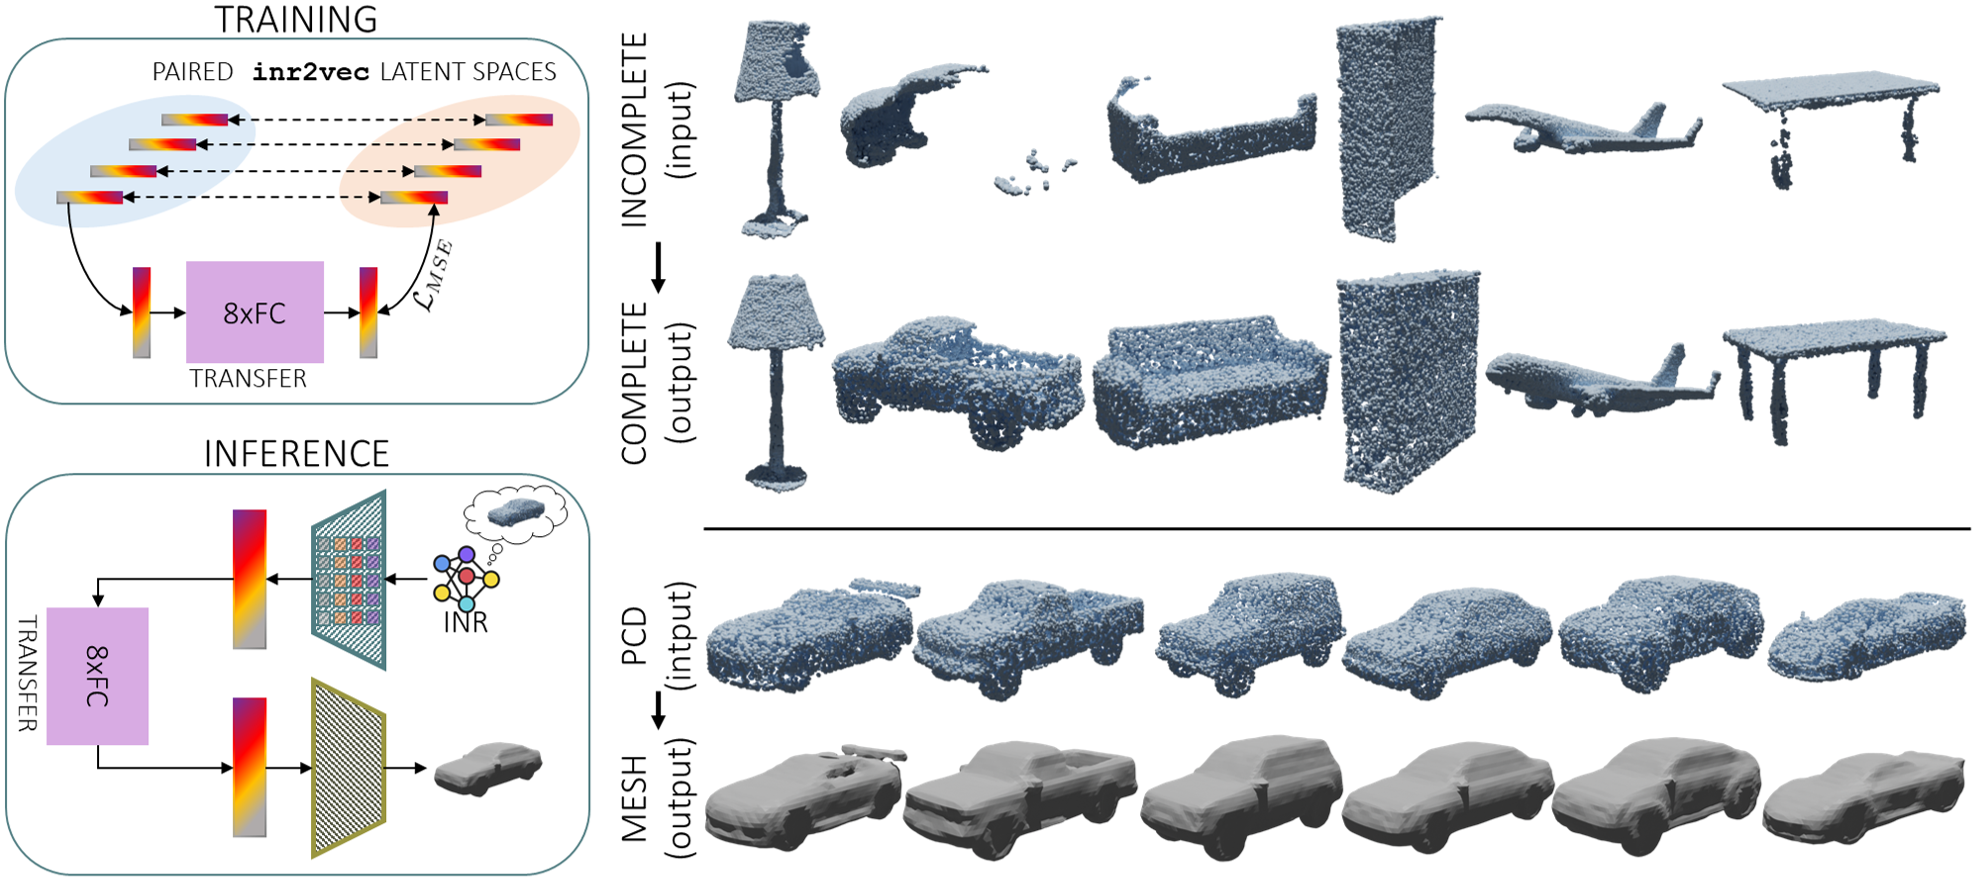 TRAINING
PAIRED inr2vec LATENT SPACES
8xFC
ℒMSE
TRANSFER
INFERENCE
INR
TRANSFER
8xFC
INCOMPLETE
(input)
COMPLETE
(output)
PCD
(intput)
MESH
(output)